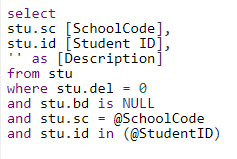 select
stu.sc [SchoolCode],
stu.id [Student ID],
'' as [Description]
from stu
where stu.del = 0
and stu.bd is NULL
and stu.sc = @SchoolCode
and stu.id in (@StudentID)